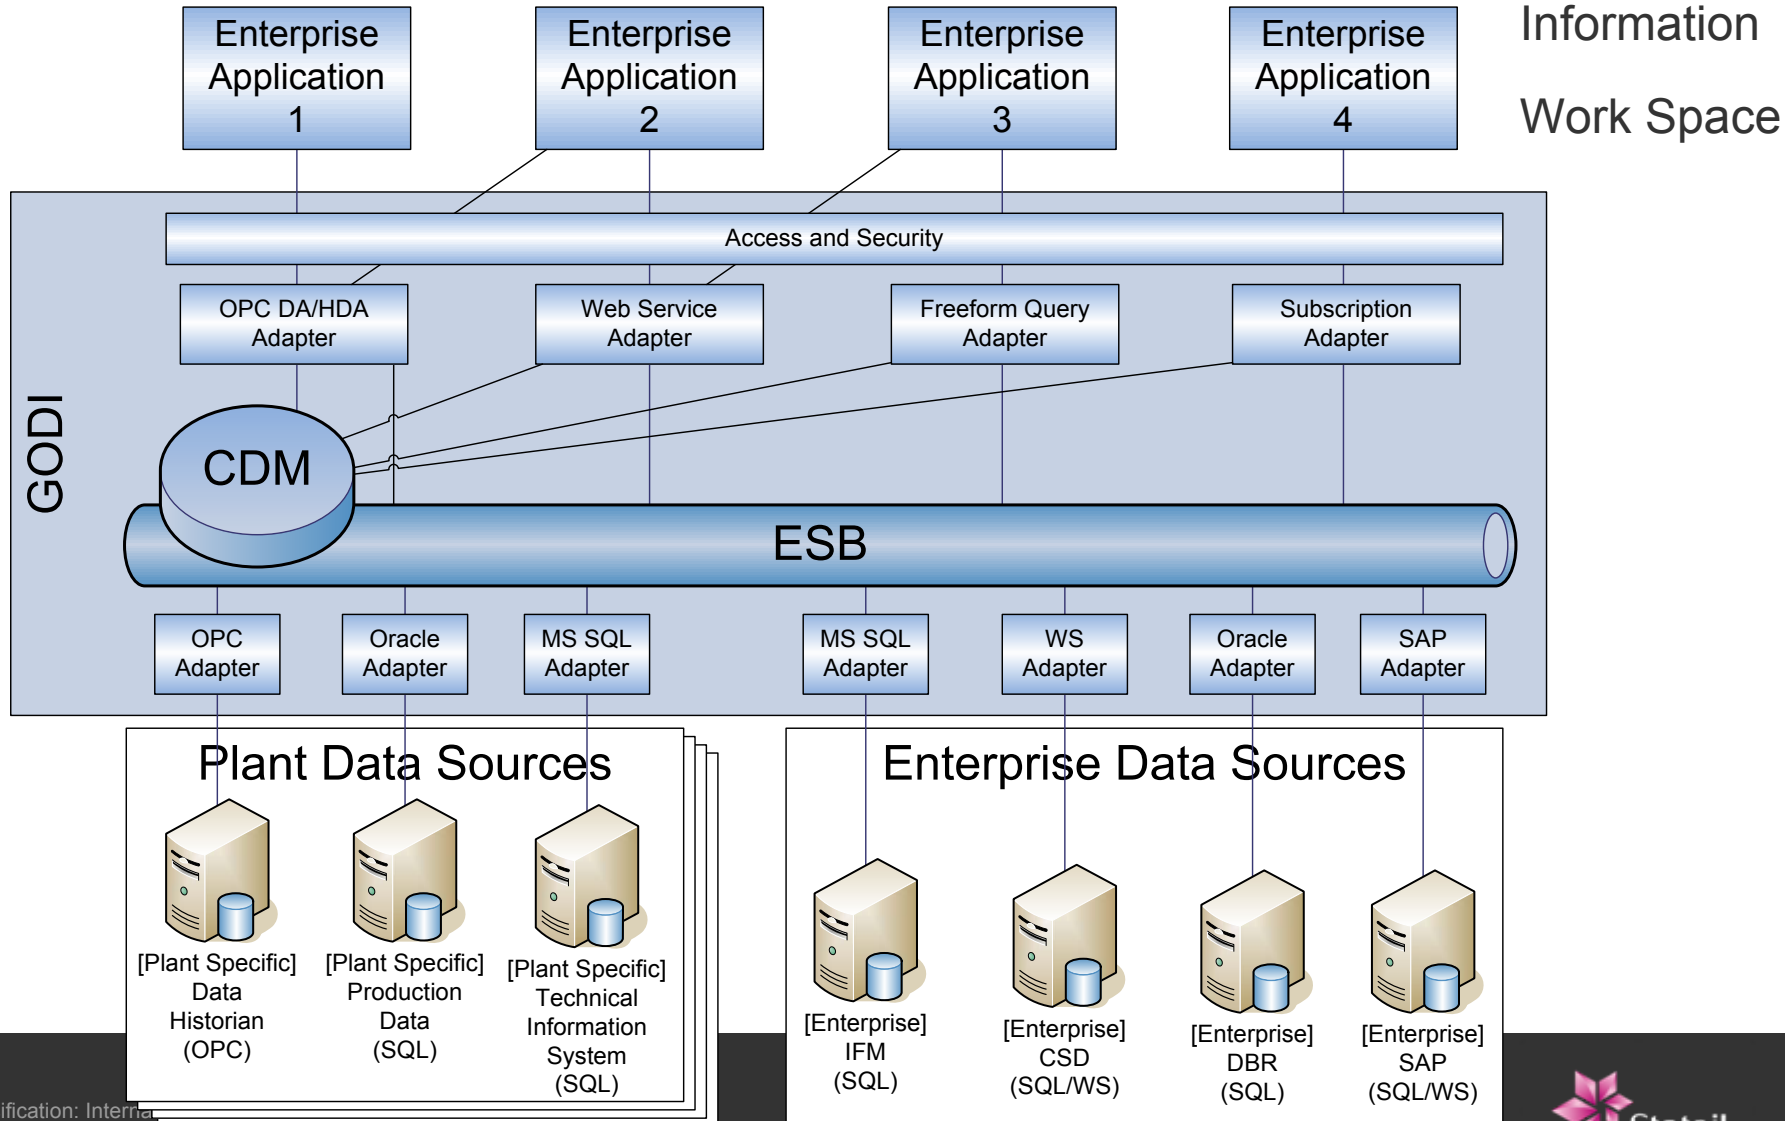 Information
Work Space
Enterprise
Application
1
Enterprise
Application
2
Enterprise
Application
3
Enterprise
Application
4
GODI
Access and Security
OPC DA/HDA
Adapter
Web Service
Adapter
Freeform Query
Adapter
Subscription
Adapter
CDM
ESB
OPC
Adapter
Oracle
Adapter
MS SQL
Adapter
MS SQL
Adapter
WS
Adapter
Oracle
Adapter
SAP
Adapter
Plant Data Sources
[Plant Specific]
Data
Historian
(OPC)
[Plant Specific]
Production
Data
(SQL)
[Plant Specific]
Technical
Information
System
(SQL)
Enterprise Data Sources
[Enterprise]
IFM
(SQL)
[Enterprise]
CSD
(SQL/WS)
[Enterprise]
DBR
(SQL)
[Enterprise]
SAP
(SQL/WS)
ification: Interna